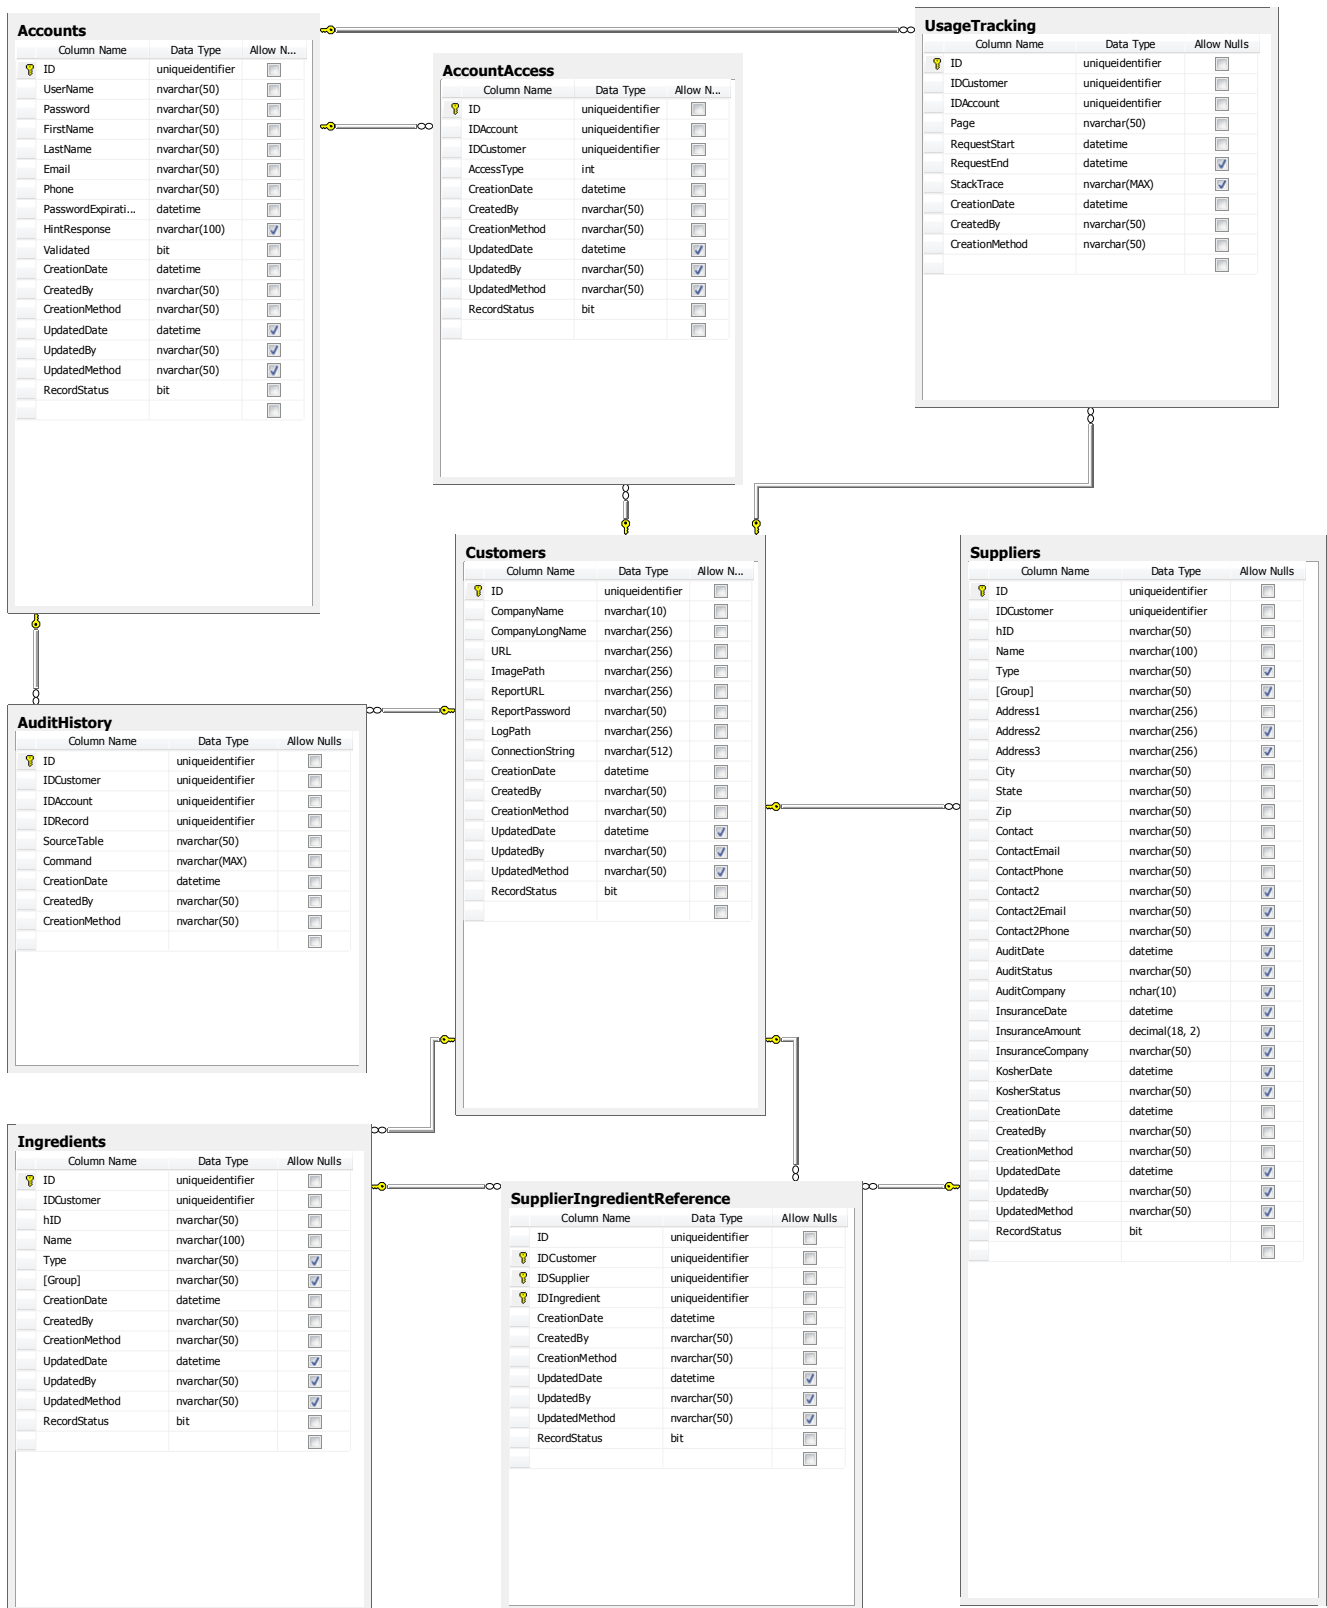 Accounts
Column Name Data Type Allow N...
ID uniqueidentifier
UserName nvarchar(50)
Password nvarchar(50)
FirstName nvarchar(50)
LastName nvarchar(50)
Email nvarchar(50)
Phone nvarchar(50)
PasswordExpirati... datetime
HintResponse nvarchar(100)
Validated bit
CreationDate datetime
CreatedBy nvarchar(50)
CreationMethod nvarchar(50)
UpdatedDate datetime
UpdatedBy nvarchar(50)
UpdatedMethod nvarchar(50)
RecordStatus bit
AccountAccess
Column Name Data Type Allow N...
ID uniqueidentifier
IDAccount uniqueidentifier
IDCustomer uniqueidentifier
AccessType int
CreationDate datetime
CreatedBy nvarchar(50)
CreationMethod nvarchar(50)
UpdatedDate datetime
UpdatedBy nvarchar(50)
UpdatedMethod nvarchar(50)
RecordStatus bit
UsageTracking
Column Name Data Type Allow Nulls
ID uniqueidentifier
IDCustomer uniqueidentifier
IDAccount uniqueidentifier
Page nvarchar(50)
RequestStart datetime
RequestEnd datetime
StackTrace nvarchar(MAX)
CreationDate datetime
CreatedBy nvarchar(50)
CreationMethod nvarchar(50)
Customers
Column Name Data Type Allow N...
ID uniqueidentifier
CompanyName nvarchar(10)
CompanyLongName nvarchar(256)
URL nvarchar(256)
ImagePath nvarchar(256)
ReportURL nvarchar(256)
ReportPassword nvarchar(50)
LogPath nvarchar(256)
ConnectionString nvarchar(512)
CreationDate datetime
CreatedBy nvarchar(50)
CreationMethod nvarchar(50)
UpdatedDate datetime
UpdatedBy nvarchar(50)
UpdatedMethod nvarchar(50)
RecordStatus bit
Suppliers
Column Name Data Type Allow Nulls
ID uniqueidentifier
IDCustomer uniqueidentifier
hID nvarchar(50)
Name nvarchar(100)
Type nvarchar(50)
[Group] nvarchar(50)
Address1 nvarchar(256)
Address2 nvarchar(256)
Address3 nvarchar(256)
City nvarchar(50)
State nvarchar(50)
Zip nvarchar(50)
Contact nvarchar(50)
ContactEmail nvarchar(50)
ContactPhone nvarchar(50)
Contact2 nvarchar(50)
Contact2Email nvarchar(50)
Contact2Phone nvarchar(50)
AuditDate datetime
AuditStatus nvarchar(50)
AuditCompany nchar(10)
InsuranceDate datetime
InsuranceAmount decimal(18, 2)
InsuranceCompany nvarchar(50)
KosherDate datetime
KosherStatus nvarchar(50)
CreationDate datetime
CreatedBy nvarchar(50)
CreationMethod nvarchar(50)
UpdatedDate datetime
UpdatedBy nvarchar(50)
UpdatedMethod nvarchar(50)
RecordStatus bit
AuditHistory
Column Name Data Type Allow Nulls
ID uniqueidentifier
IDCustomer uniqueidentifier
IDAccount uniqueidentifier
IDRecord uniqueidentifier
SourceTable nvarchar(50)
Command nvarchar(MAX)
CreationDate datetime
CreatedBy nvarchar(50)
CreationMethod nvarchar(50)
Ingredients
Column Name Data Type Allow Nulls
ID uniqueidentifier
IDCustomer uniqueidentifier
hID nvarchar(50)
Name nvarchar(100)
Type nvarchar(50)
[Group] nvarchar(50)
CreationDate datetime
CreatedBy nvarchar(50)
CreationMethod nvarchar(50)
UpdatedDate datetime
UpdatedBy nvarchar(50)
UpdatedMethod nvarchar(50)
RecordStatus bit
SupplierIngredientReference
Column Name Data Type Allow Nulls
ID uniqueidentifier
IDCustomer uniqueidentifier
IDSupplier uniqueidentifier
IDIngredient uniqueidentifier
CreationDate datetime
CreatedBy nvarchar(50)
CreationMethod nvarchar(50)
UpdatedDate datetime
UpdatedBy nvarchar(50)
UpdatedMethod nvarchar(50)
RecordStatus bit